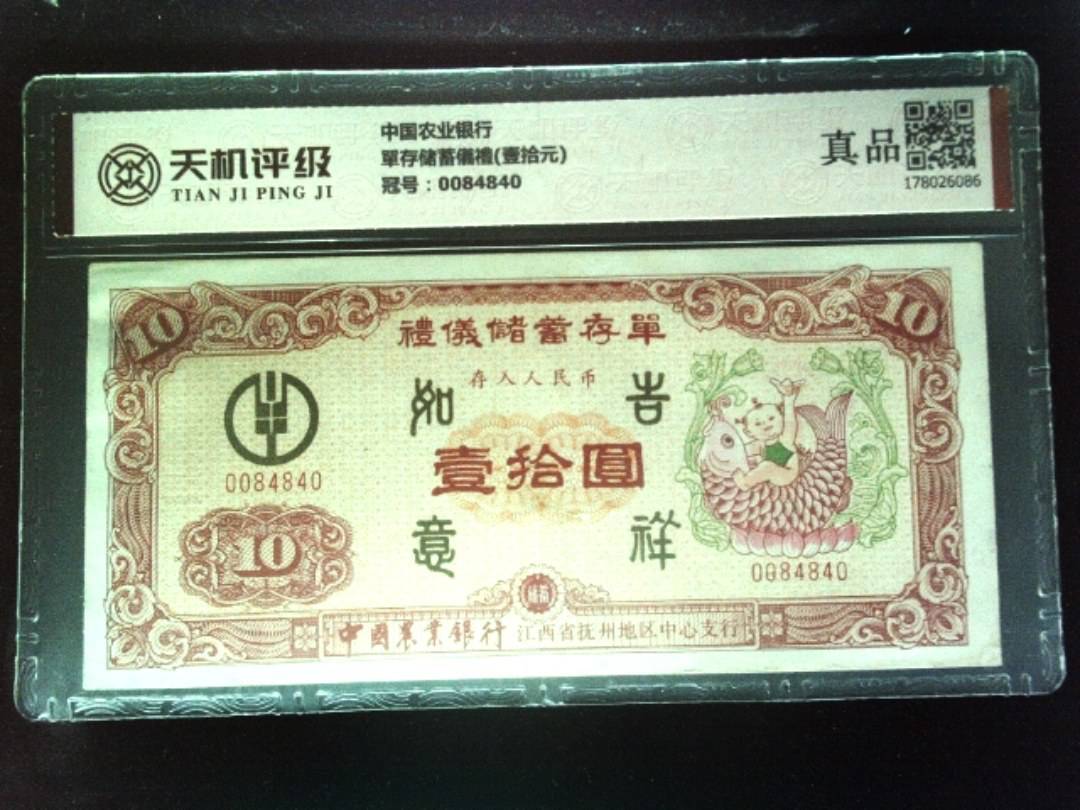 天机评级
TIAN JI PING JI
中国农业银行
單存储蓄儀禮(壹拾元)
冠号：0084840
真品
178026086
10
10
禮儀儲蓄存單
存入人民币
如
吉
壹拾圓
0084840
意
祥
10
0084840
中國農業銀行 江西省抚州地区中心支行